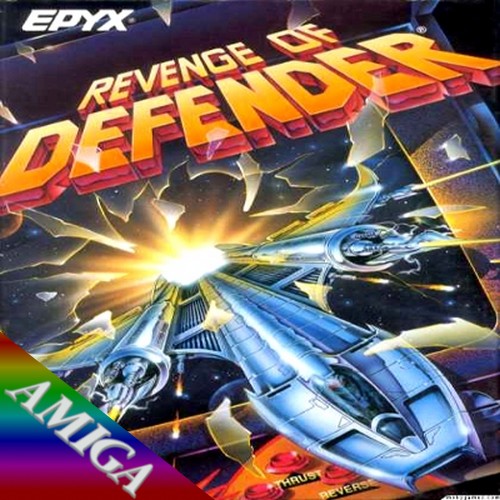 EPYX®
REVENGE OF
DEFENDER®
THRUST
REVERSE
AMIGA